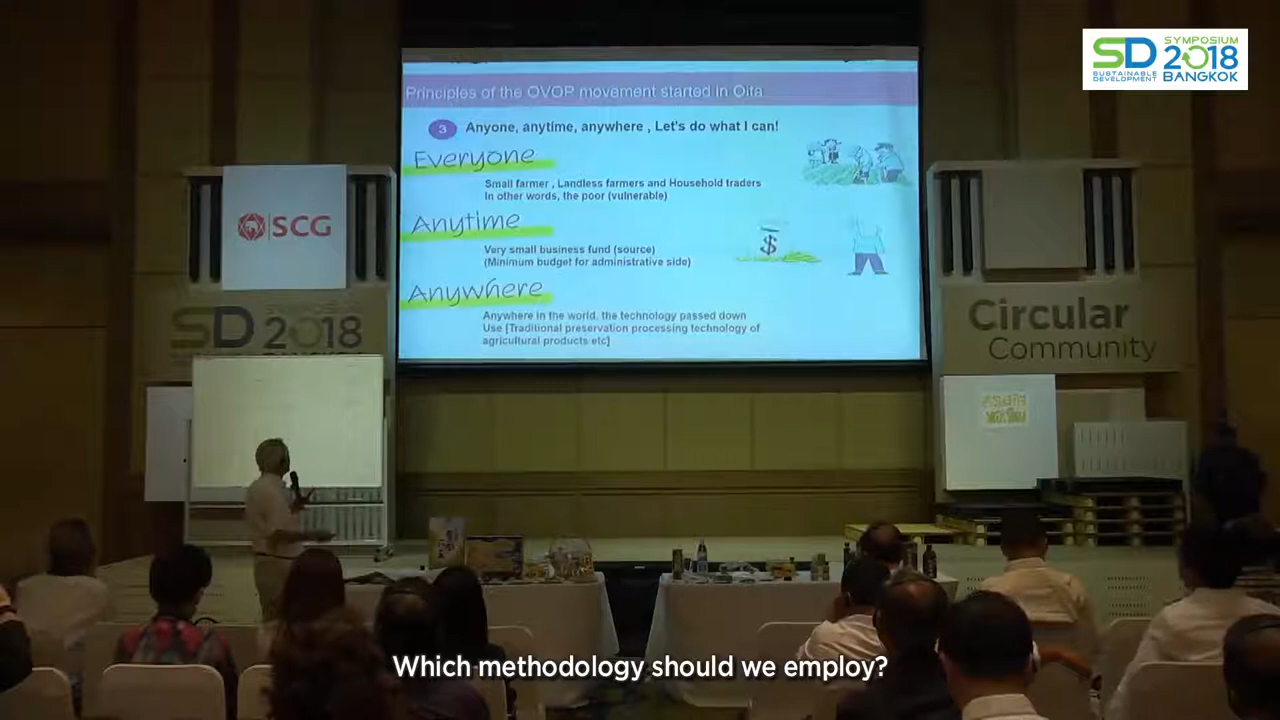 SD SYMPOSIUM 2018
SUSTAINABLE DEVELOPMENT BANGKOK
Principles of the OVOP movement started in Oita
3 Anyone, anytime, anywhere , Let's do what I can!
Everyone
Small farmer , Landless farmers and Household traders
In other words, the poor (vulnerable)
Anytime
Very small business fund (source)
(Minimum budget for administrative side)
$
Anywhere
Anywhere in the world, the technology passed down
Use [Traditional preservation processing technology of
agricultural products etc]
SCG
SD 2018
Circular
Community
Which methodology should we employ?